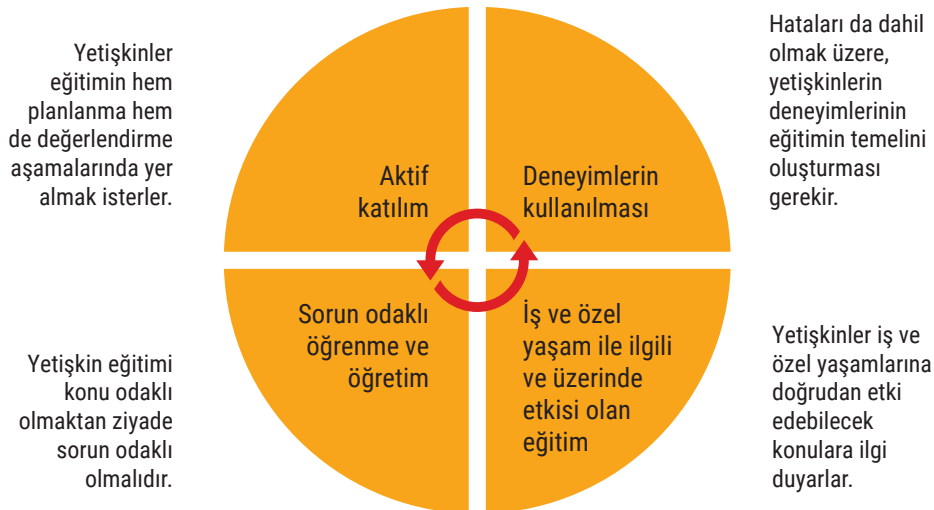 Yetişkinler
eğitimin hem
planlanma hem
de değerlendirme
aşamalarında yer
almak isterler.
Aktif
katılım
Deneyimlerin
kullanılması
Hataları da dahil
olmak üzere,
yetişkinlerin
deneyimlerinin
eğitimin temelini
oluşturması
gerekir.
Yetişkin eğitimi
konu odaklı
olmaktan ziyade
sorun odaklı
olmalıdır.
Sorun odaklı
öğrenme ve
öğretim
İş ve özel
yaşam ile ilgili
ve üzerinde
etkisi olan
eğitim
Yetişkinler iş ve
özel yaşamlarına
doğrudan etki
edebilecek
konulara ilgi
duyarlar.